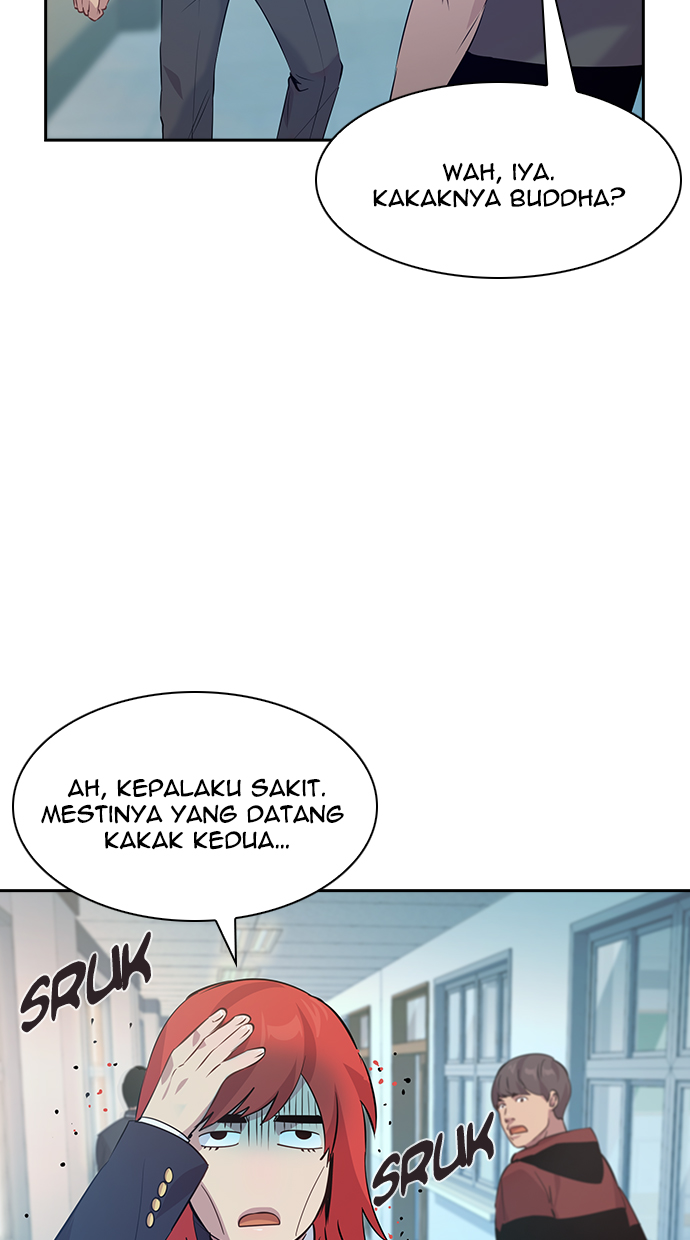 WAH, IYA.
KAKAKNYA BUDDHA?
AH, KEPALAKU SAKIT.
MESTINYA YANG DATANG
KAKAK KEDUA...
SRUK
SRUK